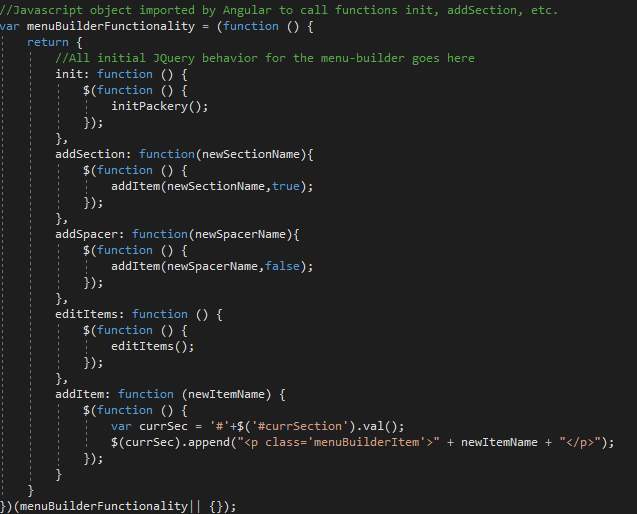 //Javascript object imported by Angular to call functions init, addSection, etc.
var menuBuilderFunctionality = (function () {
    return {
        //All initial JQuery behavior for the menu-builder goes here
        init: function () {
            $(function () {
                initPackery();
            });
        },
        addSection: function(newSectionName){
            $(function () {
                addItem(newSectionName,true);
            });
        },
        addSpacer: function(newSpacerName){
            $(function () {
                addItem(newSpacerName,false);
            });
        },
        editItems: function () {
            $(function () {
                editItems();
            });
        },
        addItem: function (newItemName) {
            $(function () {
                var currSec = '#'+$('#currSection').val();
                $(currSec).append("<p class='menuBuilderItem'>" + newItemName + "</p>");
            });
        }
    }
})(menuBuilderFunctionality|| {});